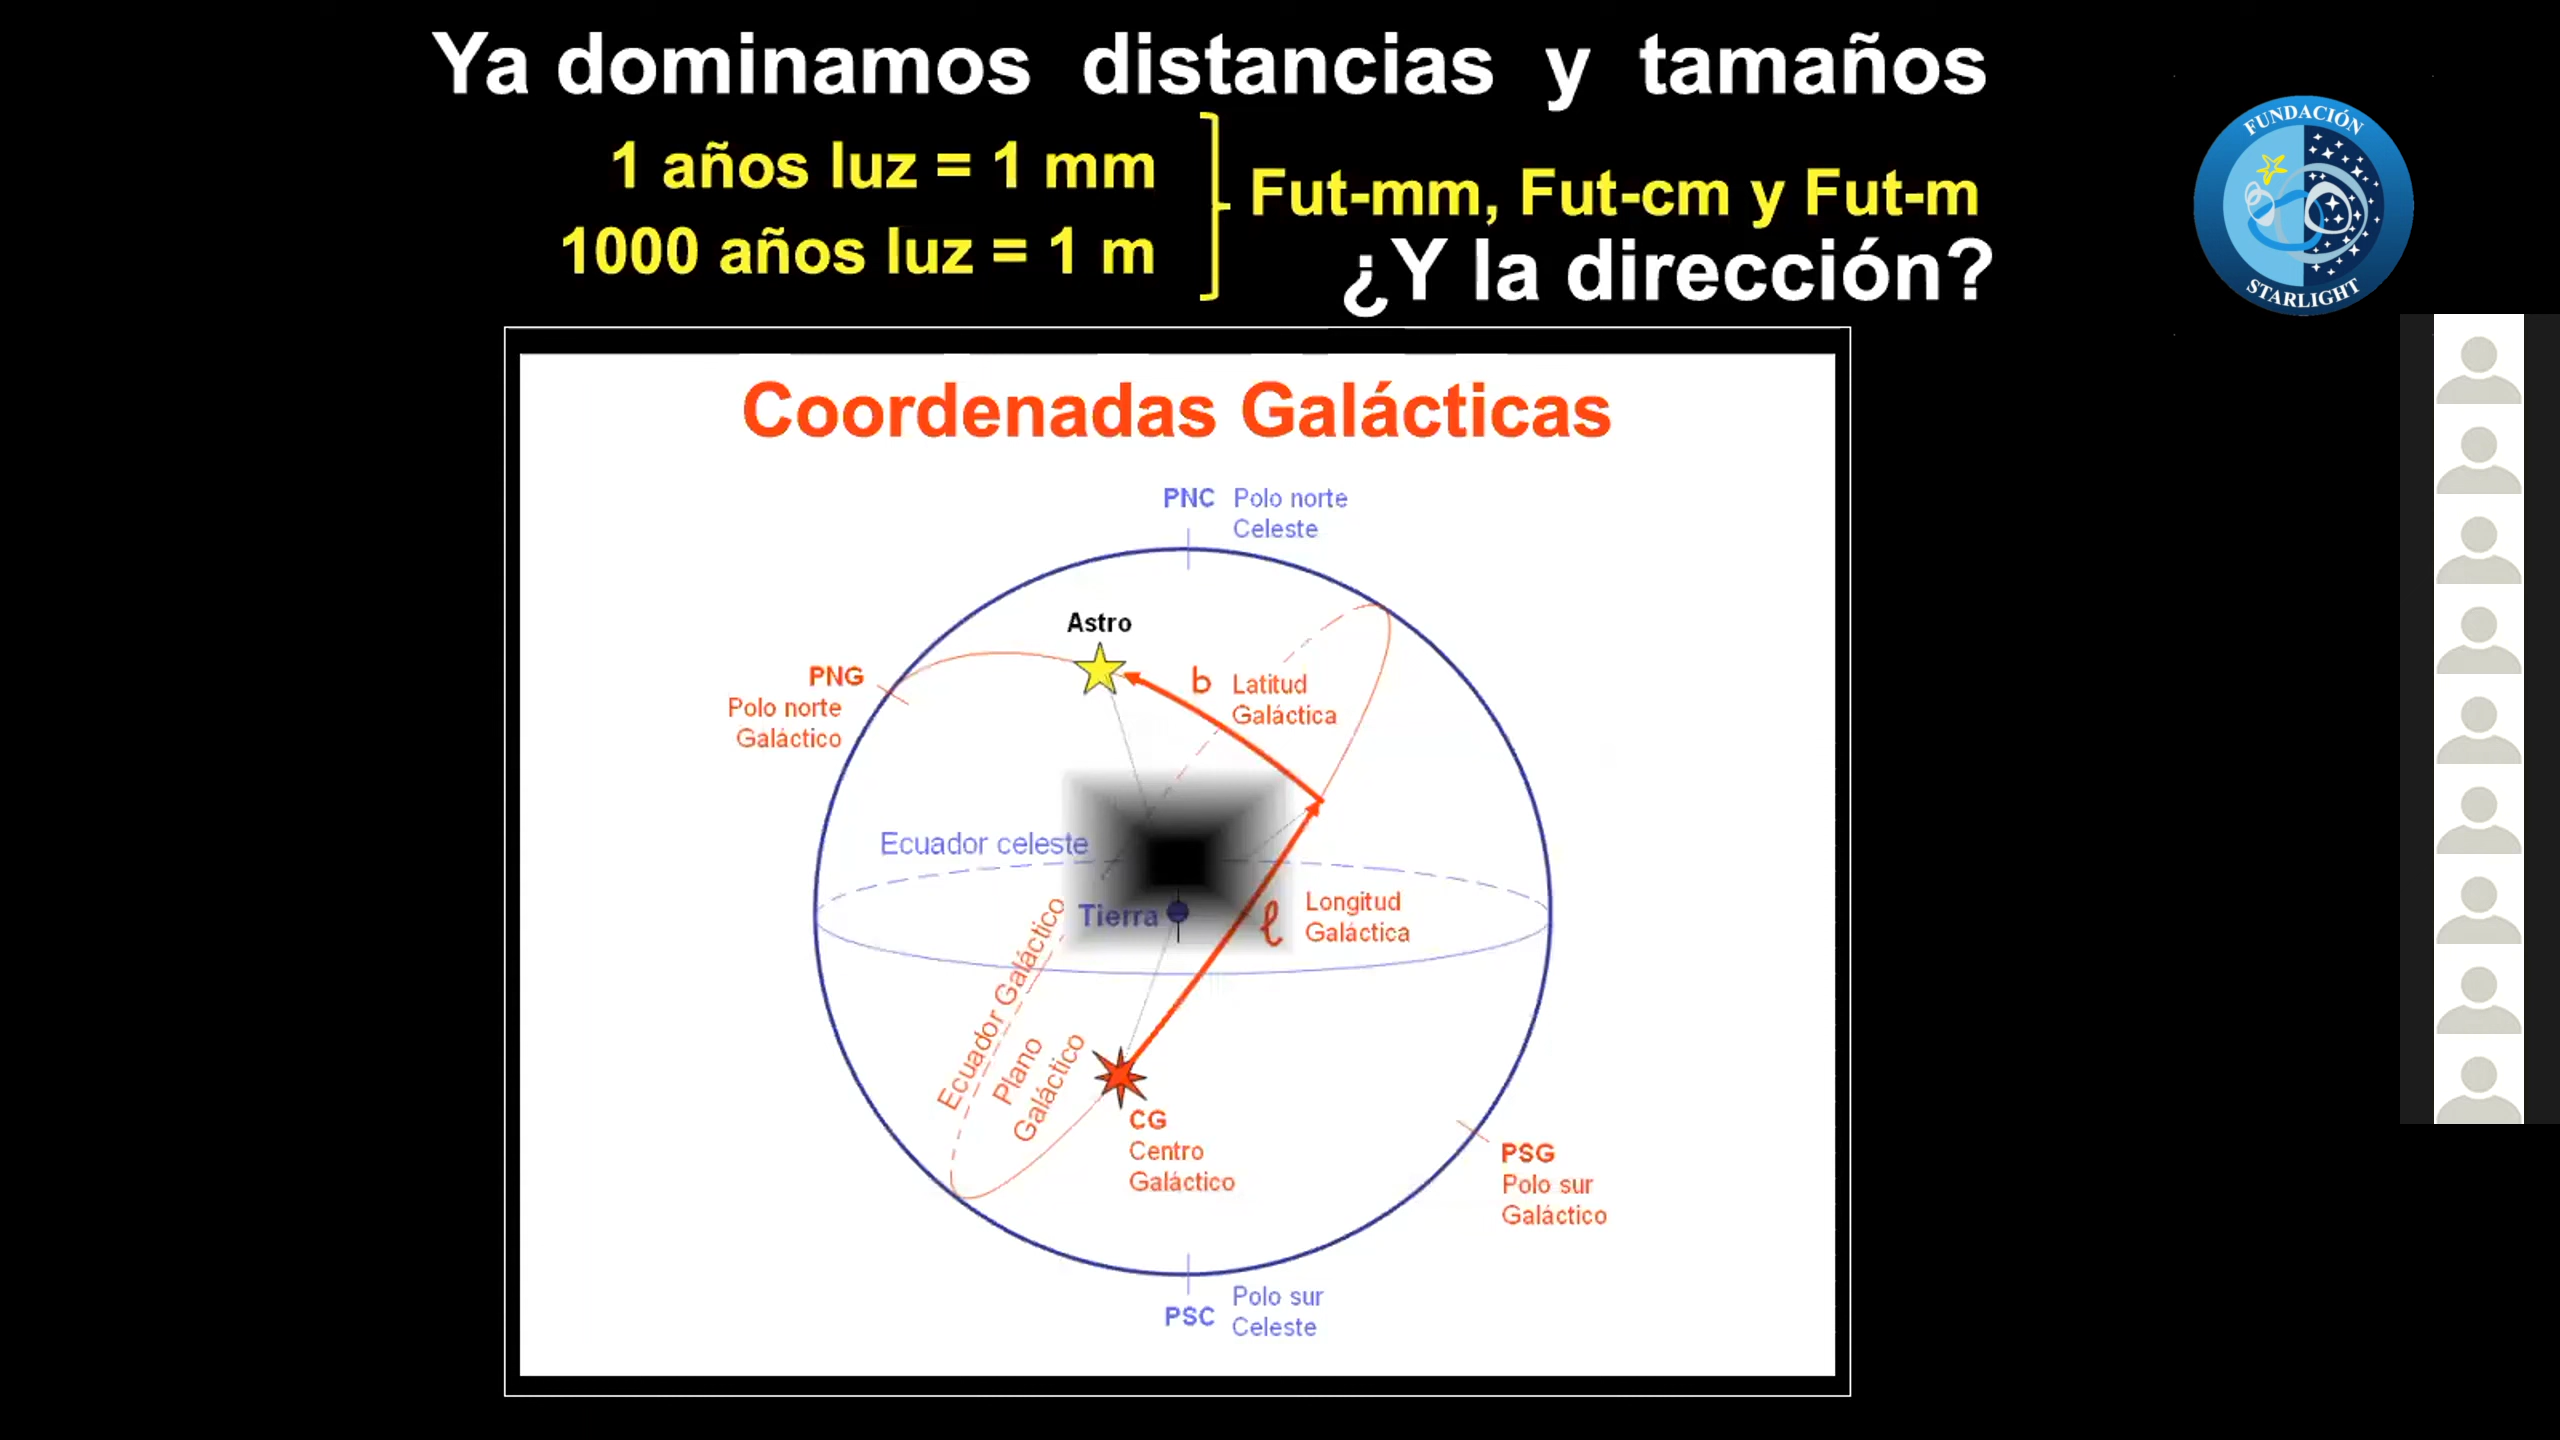 Ya dominamos distancias y tamaños
1 años luz = 1 mm
1000 años luz = 1 m
Fut-mm, Fut-cm y Fut-m
¿Y la dirección?
FUNDACIÓN
STARLIGHT
Coordenadas Galácticas
PNC Polo norte
Celeste
Astro
PNG
Polo norte
Galáctico
b Latitud
Galáctica
Ecuador celeste
Tierra
ℓ Longitud
Galáctica
Ecuador Galáctico
Plano
Galáctico
CG
Centro
Galáctico
PSG
Polo sur
Galáctico
PSC Polo sur
Celeste